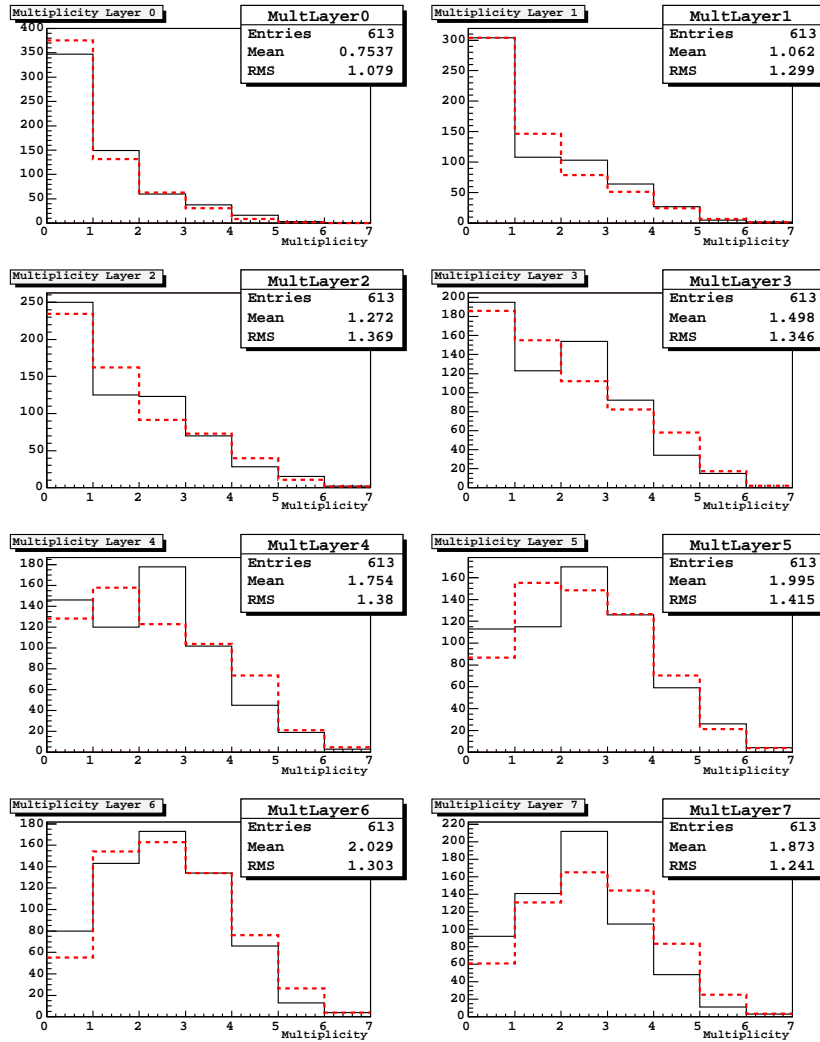 Multiplicity Layer 0
MultLayer0
Entries 613
Mean 0.7537
RMS 1.079
400
350
300
250
200
150
100
50
0
0 1 2 3 4 5 6 7
Multiplicity
Multiplicity Layer 1
MultLayer1
Entries 613
Mean 1.062
RMS 1.299
300
250
200
150
100
50
0
0 1 2 3 4 5 6 7
Multiplicity
Multiplicity Layer 2
MultLayer2
Entries 613
Mean 1.272
RMS 1.369
250
200
150
100
50
0
0 1 2 3 4 5 6 7
Multiplicity
Multiplicity Layer 3
MultLayer3
Entries 613
Mean 1.498
RMS 1.346
200
180
160
140
120
100
80
60
40
20
0
0 1 2 3 4 5 6 7
Multiplicity
Multiplicity Layer 4
MultLayer4
Entries 613
Mean 1.754
RMS 1.38
180
160
140
120
100
80
60
40
20
0
0 1 2 3 4 5 6 7
Multiplicity
Multiplicity Layer 5
MultLayer5
Entries 613
Mean 1.995
RMS 1.415
160
140
120
100
80
60
40
20
0
0 1 2 3 4 5 6 7
Multiplicity
Multiplicity Layer 6
MultLayer6
Entries 613
Mean 2.029
RMS 1.303
180
160
140
120
100
80
60
40
20
0
0 1 2 3 4 5 6 7
Multiplicity
Multiplicity Layer 7
MultLayer7
Entries 613
Mean 1.873
RMS 1.241
220
200
180
160
140
120
100
80
60
40
20
0
0 1 2 3 4 5 6 7
Multiplicity